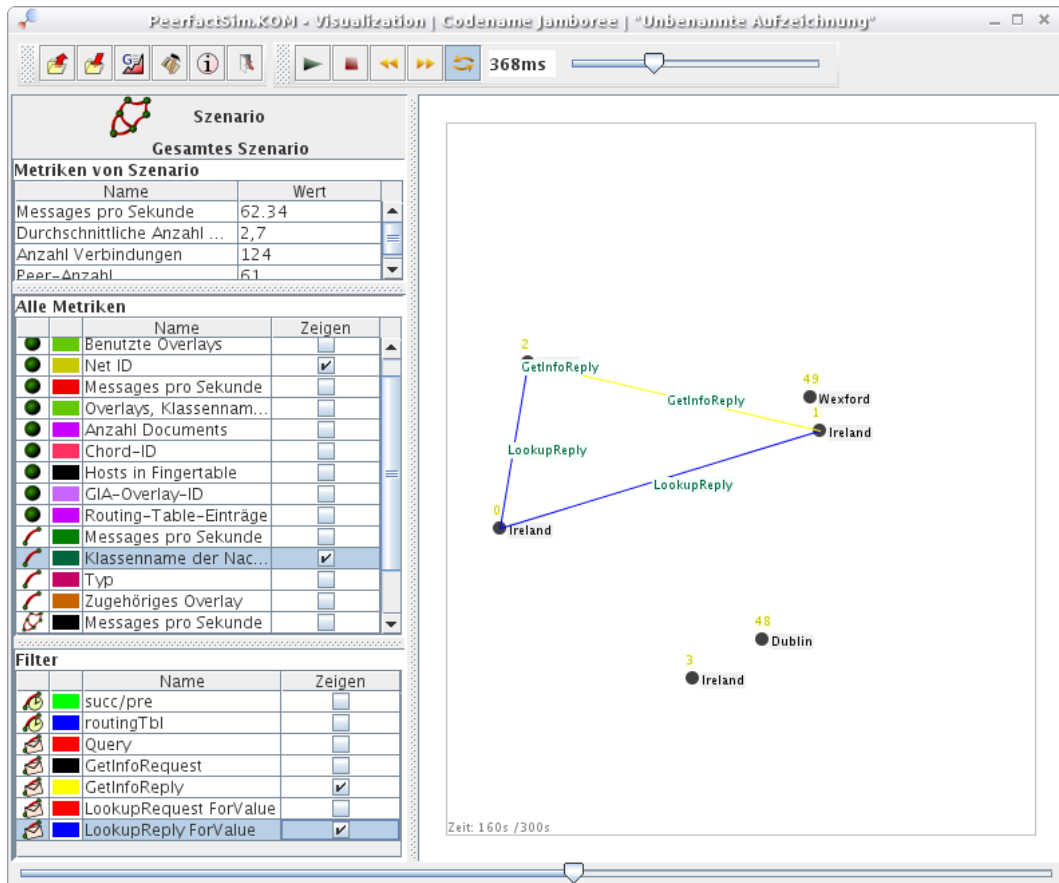 PeerfactSim.KOM - Visualization | Codename Jamboree | "Unbenannte Aufzeichnung"
368ms
Szenario
Gesamtes Szenario
Metriken von Szenario
Name Wert
Messages pro Sekunde 62.34
Durchschnittliche Anzahl ... 2,7
Anzahl Verbindungen 124
Peer-Anzahl 61
Alle Metriken
Name Zeigen
Benutzte Overlays
Net ID
Messages pro Sekunde
Overlays, Klassennam...
Anzahl Documents
Chord-ID
Hosts in Fingertable
GIA-Overlay-ID
Routing-Table-Einträge
Messages pro Sekunde
Klassenname der Nac...
Typ
Zugehöriges Overlay
Messages pro Sekunde
Filter
Name Zeigen
succ/pre
routingTbl
Query
GetInfoRequest
GetInfoReply
LookupRequest ForValue
LookupReply ForValue
2
GetInfoReply
49
Wexford
GetInfoReply
1
Ireland
LookupReply
LookupReply
0
Ireland
48
Dublin
3
Ireland
Zeit: 160s /300s